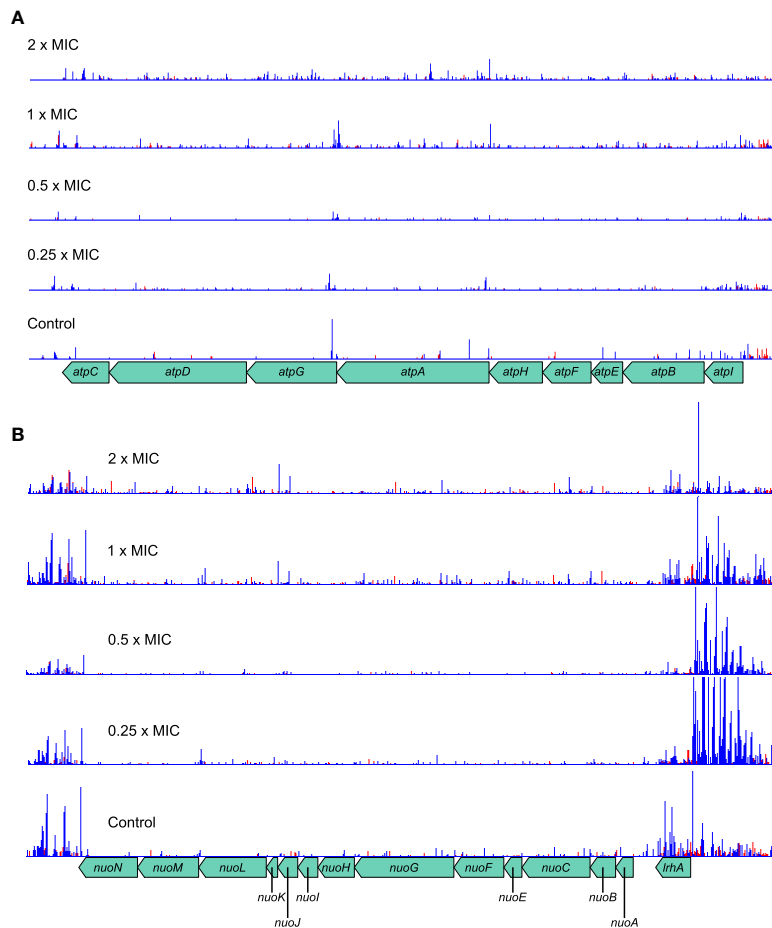 A
2 x MIC
1 x MIC
0.5 x MIC
0.25 x MIC
Control
atpC atpD atpG atpA atpH atpF atpE atpB atpI
B
2 x MIC
1 x MIC
0.5 x MIC
0.25 x MIC
Control
nuoN nuoM nuoL nuoH nuoG nuoF nuoC lrhA
nuoK nuoI nuoE nuoB
nuoJ nuoA